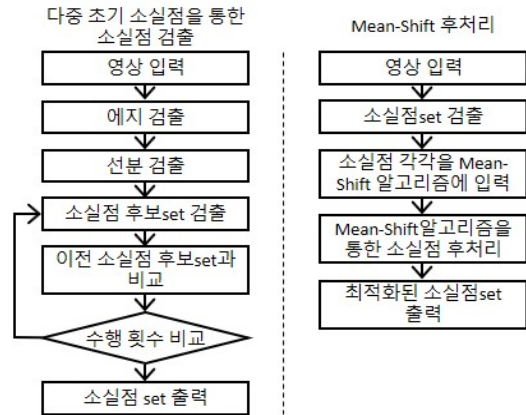 다중 초기 소실점을 통한
소실점 검출
영상 입력
에지 검출
선분 검출
소실점 후보set 검출
이전 소실점 후보set과
비교
수행 횟수 비교
소실점 set 출력
Mean-Shift 후처리
영상 입력
소실점set 검출
소실점 각각을 Mean-
Shift 알고리즘에 입력
Mean-Shift알고리즘을
통한 소실점 후처리
최적화된 소실점set
출력